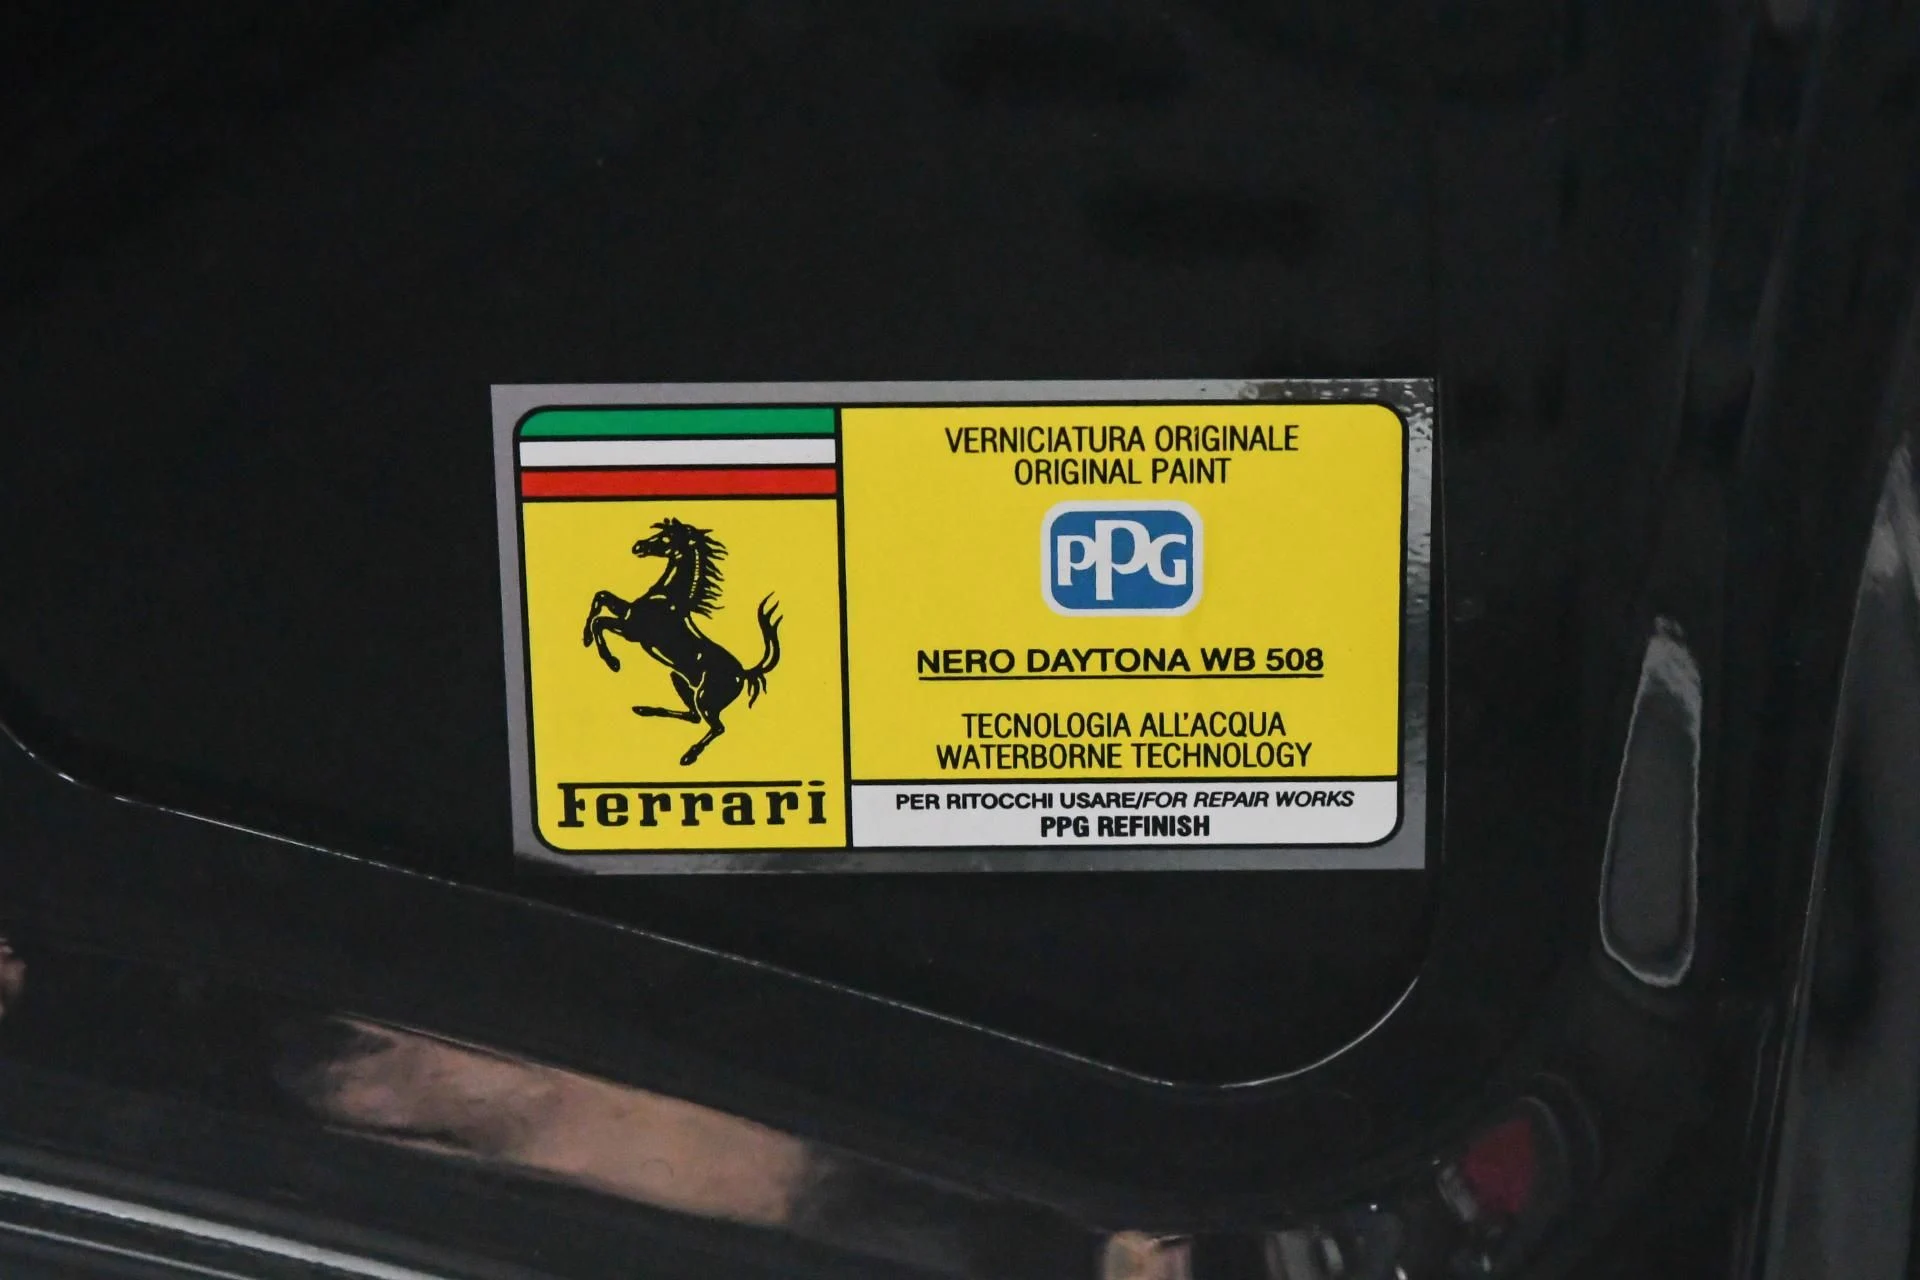 VERNICIATURA ORIGINALE
ORIGINAL PAINT
PPG
NERO DAYTONA WB 508
TECNOLOGIA ALL'ACQUA
WATERBORNE TECHNOLOGY
Ferrari
PER RITOCCHI USARE/FOR REPAIR WORKS
PPG REFINISH